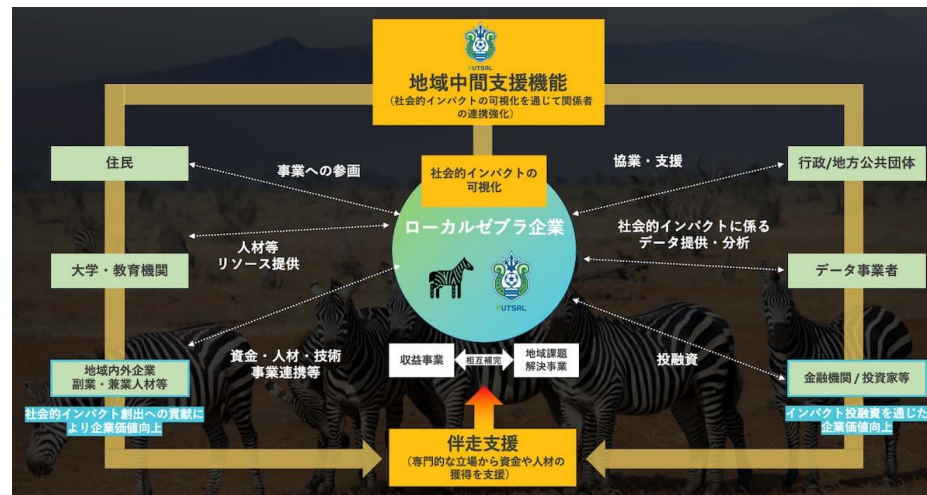 FUTSAL
地域中間支援機能
（社会的インパクトの可視化を通じて関係者
の連携強化）
住民
事業への参画
社会的インパクトの
可視化
協業・支援
行政/地方公共団体
ローカルゼブラ企業
大学・教育機関
人材等
リソース提供
社会的インパクトに係る
データ提供・分析
データ事業者
FUTSAL
地域内外企業
副業・兼業人材等
資金・人材・技術
事業連携等
収益事業
相互補完
地域課題
解決事業
投融資
金融機関 / 投資家等
社会的インパクト創出への貢献に
より企業価値向上
インパクト投融資を通じた
企業価値向上
伴走支援
（専門的な立場から資金や人材の
獲得を支援）